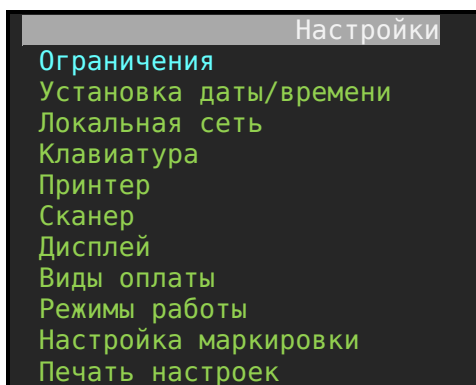 Настройки
Ограничения
Установка даты/времени
Локальная сеть
Клавиатура
Принтер
Сканер
Дисплей
Виды оплаты
Режимы работы
Настройка маркировки
Печать настроек